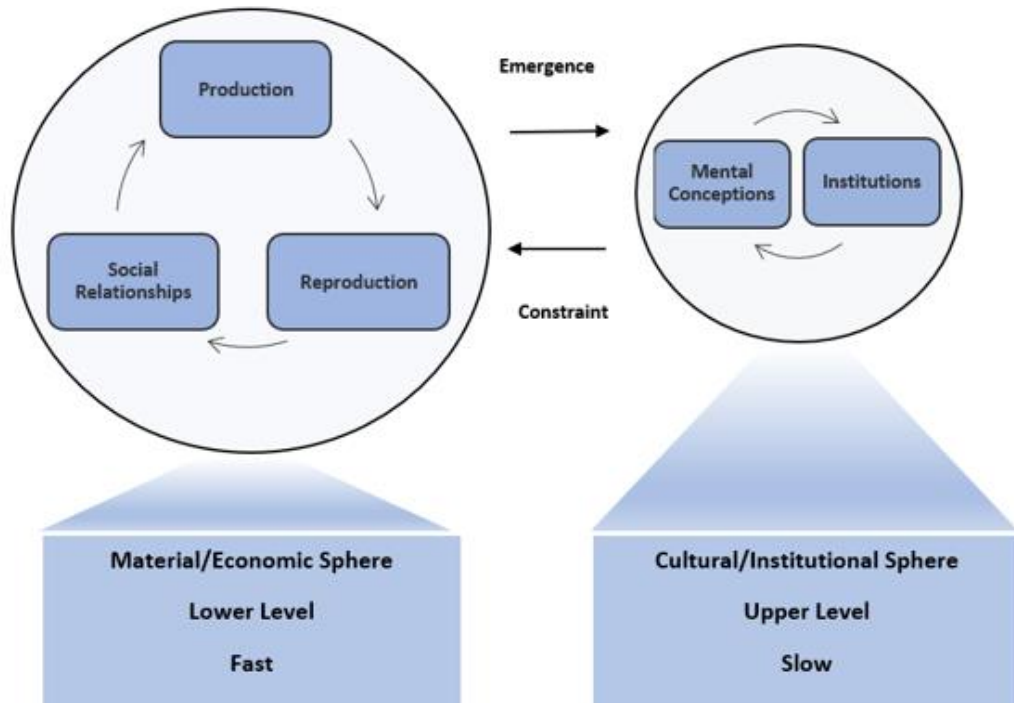 Production
Social
Relationships
Reproduction
Emergence
Constraint
Mental
Conceptions
Institutions
Material/Economic Sphere
Lower Level
Fast
Cultural/Institutional Sphere
Upper Level
Slow